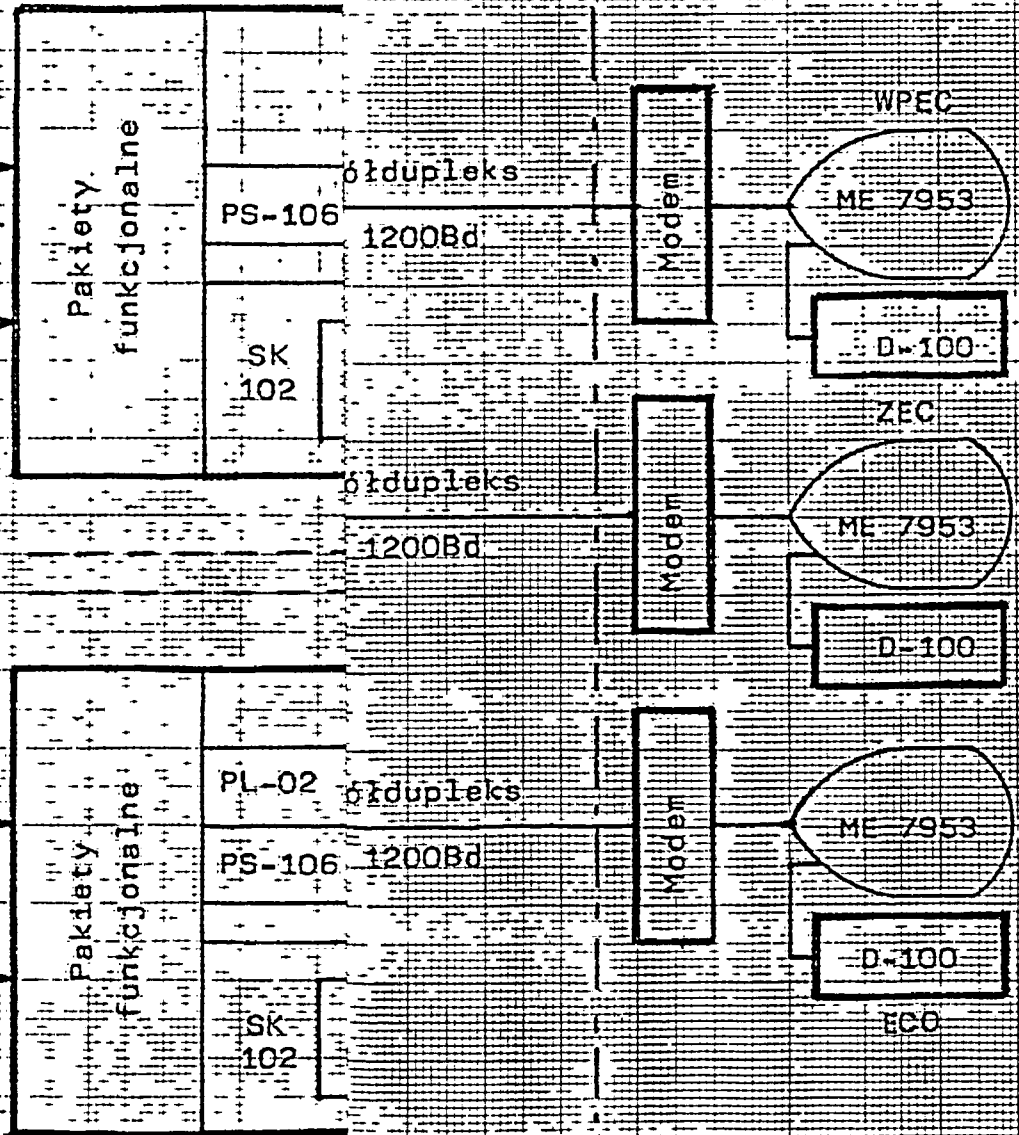 Pakiety
funkcjonalne
PS-106
SK
102
ółdupleks
1200Bd
Modem
WPEC
ME 7953
D-100
ółdupleks
1200Bd
Modem
ZEC
ME 7953
D-100
Pakiety
funkcjonalne
PL-02
PS-106
SK
102
ółdupleks
1200Bd
Modem
ME 7953
D-100
ECO